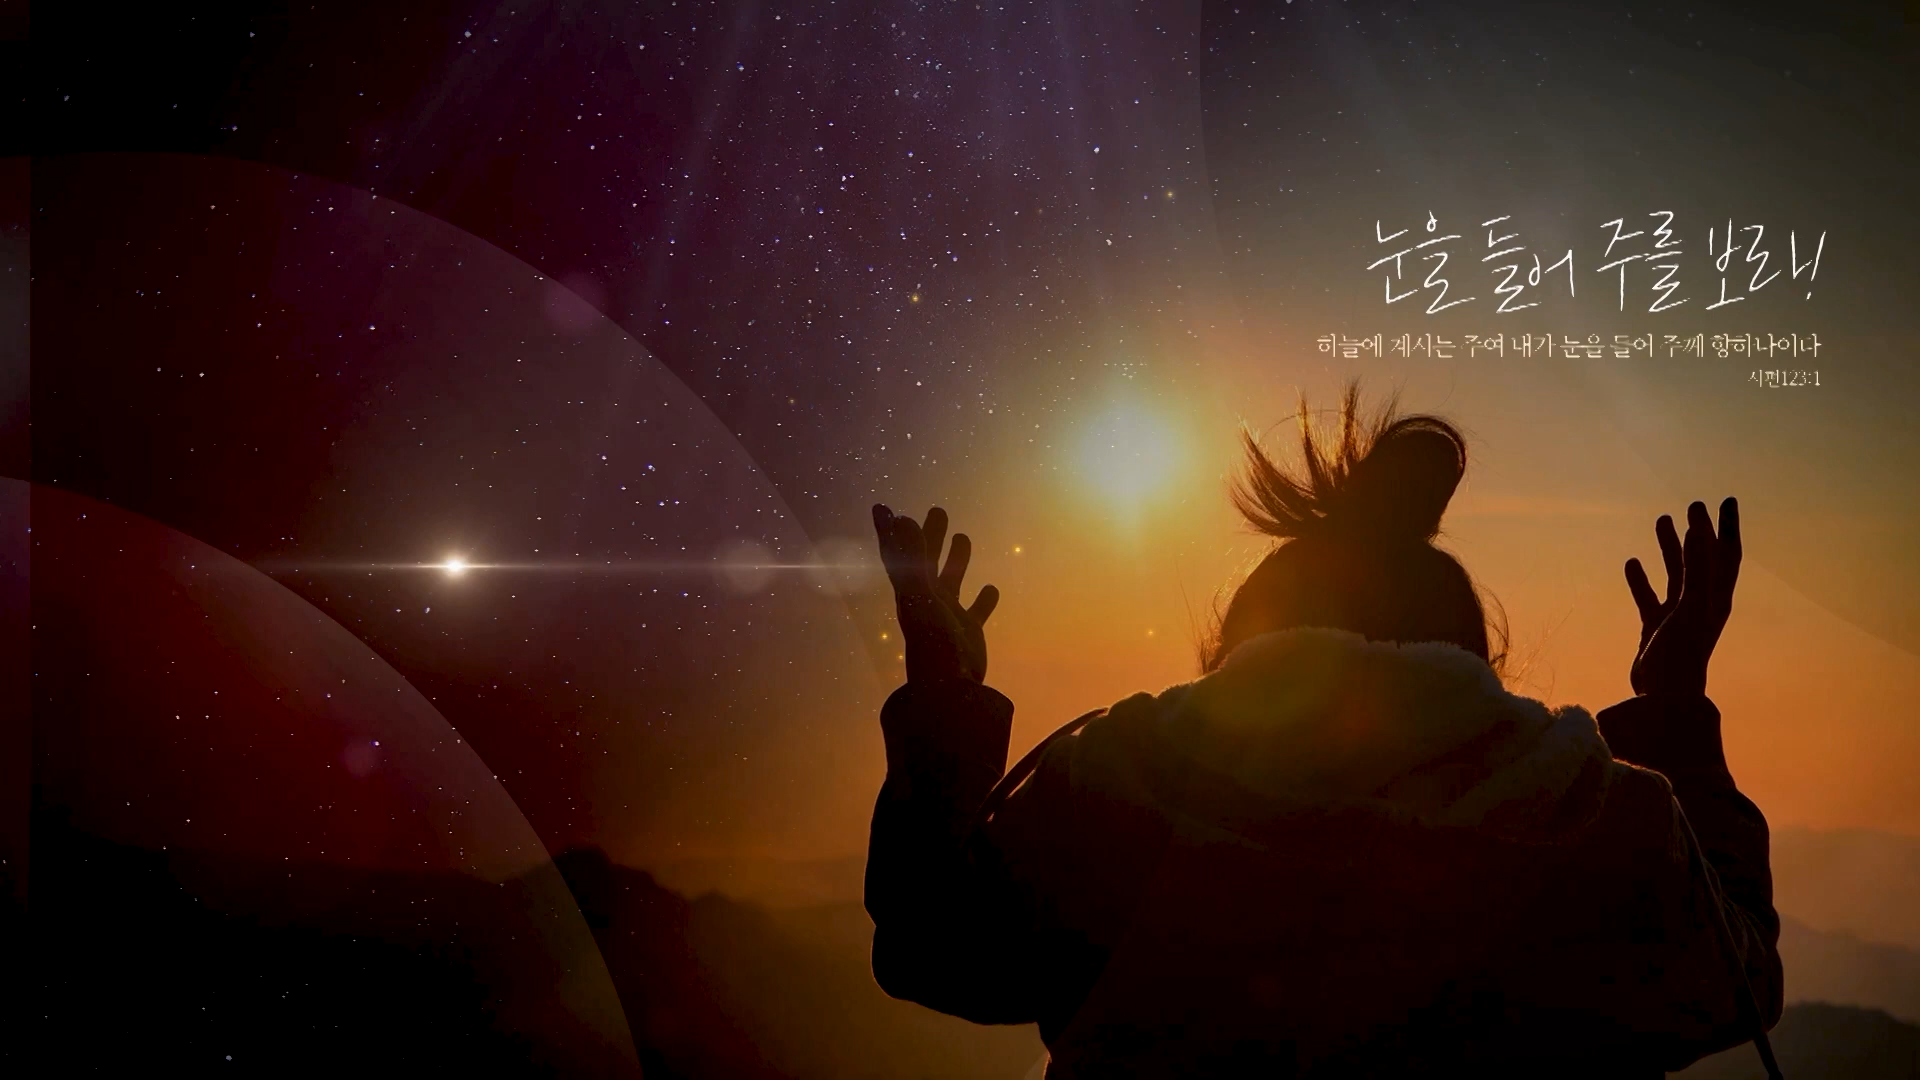 눈을 들어 주를 보라!
하늘에 계시는 주여 내가 눈을 들어 주께 향하나이다
시편123:1